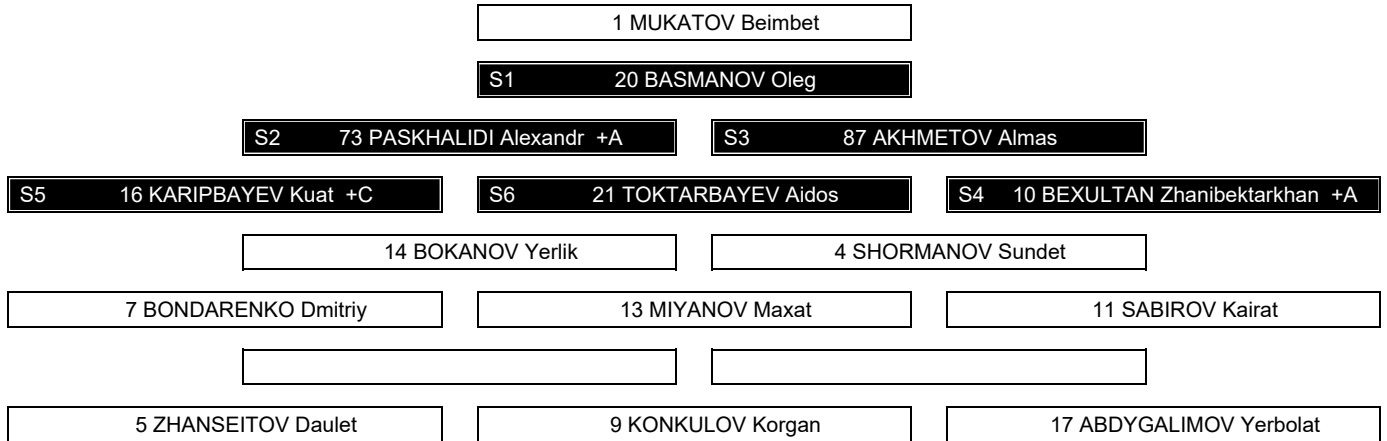 1 MUKATOV Beimbet
S1 20 BASMANOV Oleg
S2 73 PASKHALIDI Alexandr +A S3 87 AKHMETOV Almas
S5 16 KARIPBAYEV Kuat +C S6 21 TOKTARBAYEV Aidos S4 10 BEXULTAN Zhanibektarkhan +A
14 BOKANOV Yerlik 4 SHORMANOV Sundet
7 BONDARENKO Dmitriy 13 MIYANOV Maxat 11 SABIROV Kairat
5 ZHANSEITOV Daulet 9 KONKULOV Korgan 17 ABDYGALIMOV Yerbolat